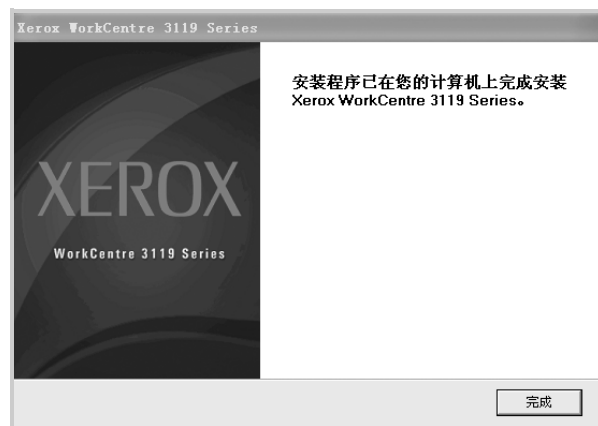 Xerox WorkCentre 3119 Series
安装程序已在您的计算机上完成安装
Xerox WorkCentre 3119 Series。
XEROX
WorkCentre 3119 Series
完成